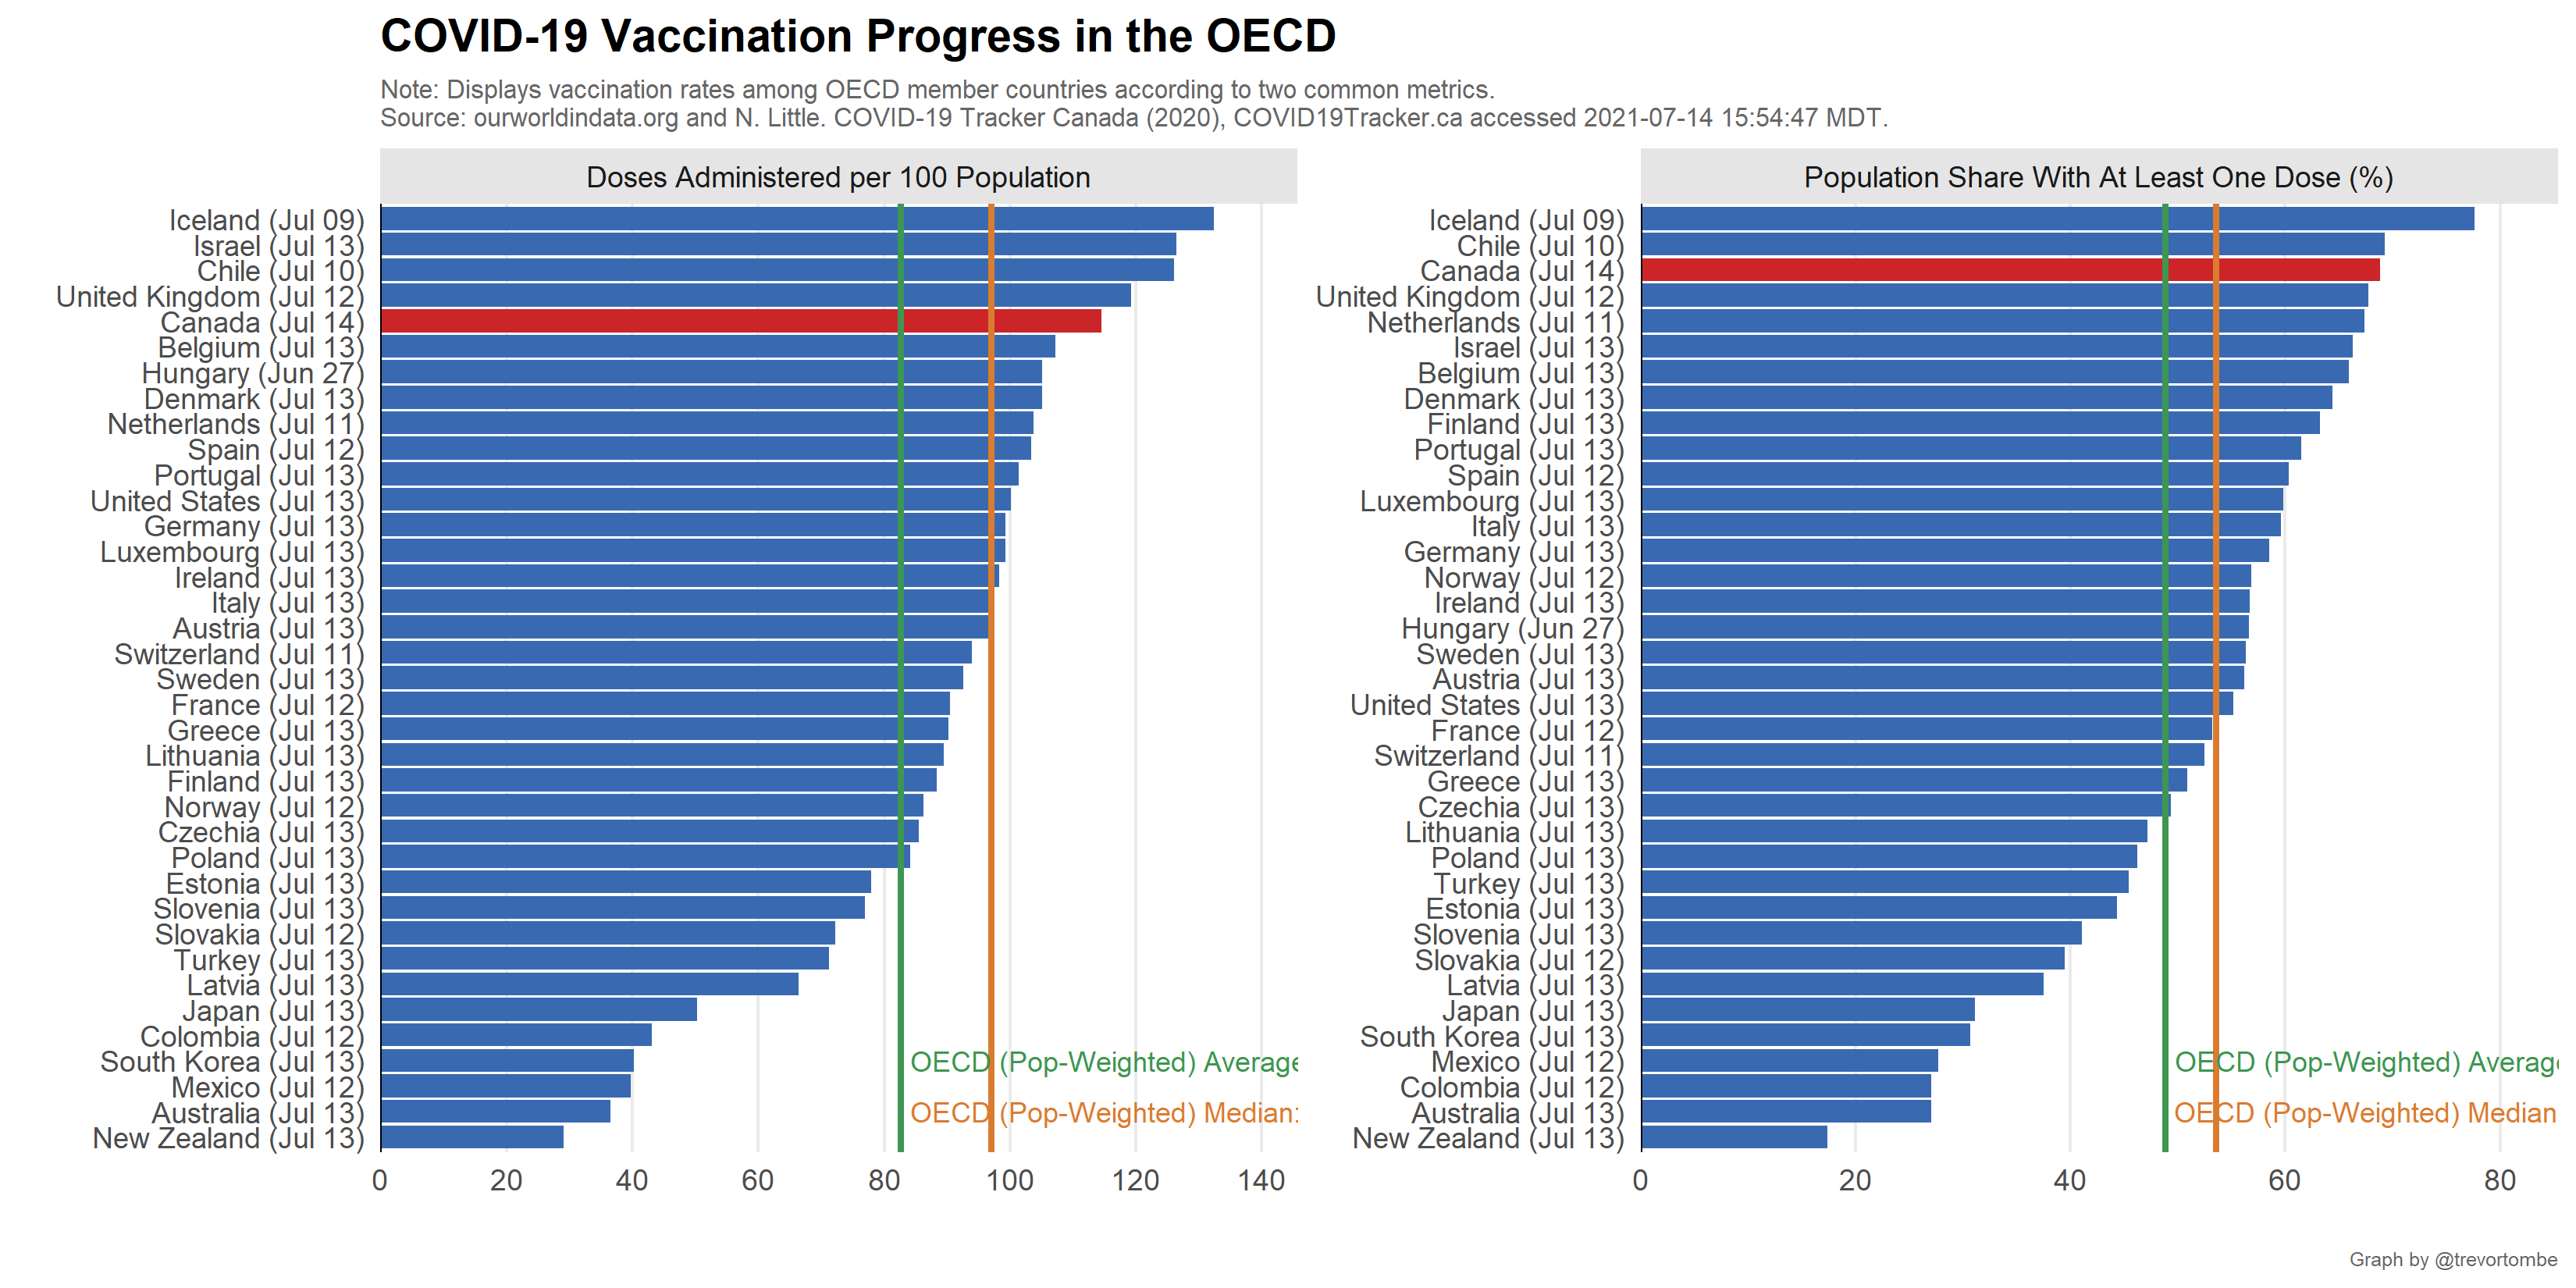 COVID-19 Vaccination Progress in the OECD
Note: Displays vaccination rates among OECD member countries according to two common metrics.
Source: ourworldindata.org and N. Little. COVID-19 Tracker Canada (2020), COVID19Tracker.ca accessed 2021-07-14 15:54:47 MDT.
Doses Administered per 100 Population
Iceland (Jul 09)
Israel (Jul 13)
Chile (Jul 10)
United Kingdom (Jul 12)
Canada (Jul 14)
Belgium (Jul 13)
Hungary (Jun 27)
Denmark (Jul 13)
Netherlands (Jul 11)
Spain (Jul 12)
Portugal (Jul 13)
United States (Jul 13)
Germany (Jul 13)
Luxembourg (Jul 13)
Ireland (Jul 13)
Italy (Jul 13)
Austria (Jul 13)
Switzerland (Jul 11)
Sweden (Jul 13)
France (Jul 12)
Greece (Jul 13)
Lithuania (Jul 13)
Finland (Jul 13)
Norway (Jul 12)
Czechia (Jul 13)
Poland (Jul 13)
Estonia (Jul 13)
Slovenia (Jul 13)
Slovakia (Jul 12)
Turkey (Jul 13)
Latvia (Jul 13)
Japan (Jul 13)
Colombia (Jul 12)
South Korea (Jul 13)
Mexico (Jul 12)
Australia (Jul 13)
New Zealand (Jul 13)
OECD (Pop-Weighted) Average
OECD (Pop-Weighted) Median:
0 20 40 60 80 100 120 140
Population Share With At Least One Dose (%)
Iceland (Jul 09)
Chile (Jul 10)
Canada (Jul 14)
United Kingdom (Jul 12)
Netherlands (Jul 11)
Israel (Jul 13)
Belgium (Jul 13)
Denmark (Jul 13)
Finland (Jul 13)
Portugal (Jul 13)
Spain (Jul 12)
Luxembourg (Jul 13)
Italy (Jul 13)
Germany (Jul 13)
Norway (Jul 12)
Ireland (Jul 13)
Hungary (Jun 27)
Sweden (Jul 13)
Austria (Jul 13)
United States (Jul 13)
France (Jul 12)
Switzerland (Jul 11)
Greece (Jul 13)
Czechia (Jul 13)
Lithuania (Jul 13)
Poland (Jul 13)
Turkey (Jul 13)
Estonia (Jul 13)
Slovenia (Jul 13)
Slovakia (Jul 12)
Latvia (Jul 13)
Japan (Jul 13)
South Korea (Jul 13)
Mexico (Jul 12)
Colombia (Jul 12)
Australia (Jul 13)
New Zealand (Jul 13)
OECD (Pop-Weighted) Average
OECD (Pop-Weighted) Median
0 20 40 60 80
Graph by @trevortombe